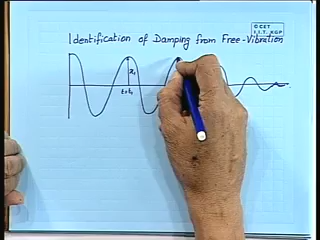 © CET
I.I.T. KGP
Identification of Damping from Free-Vibration
x₁
t=t₁